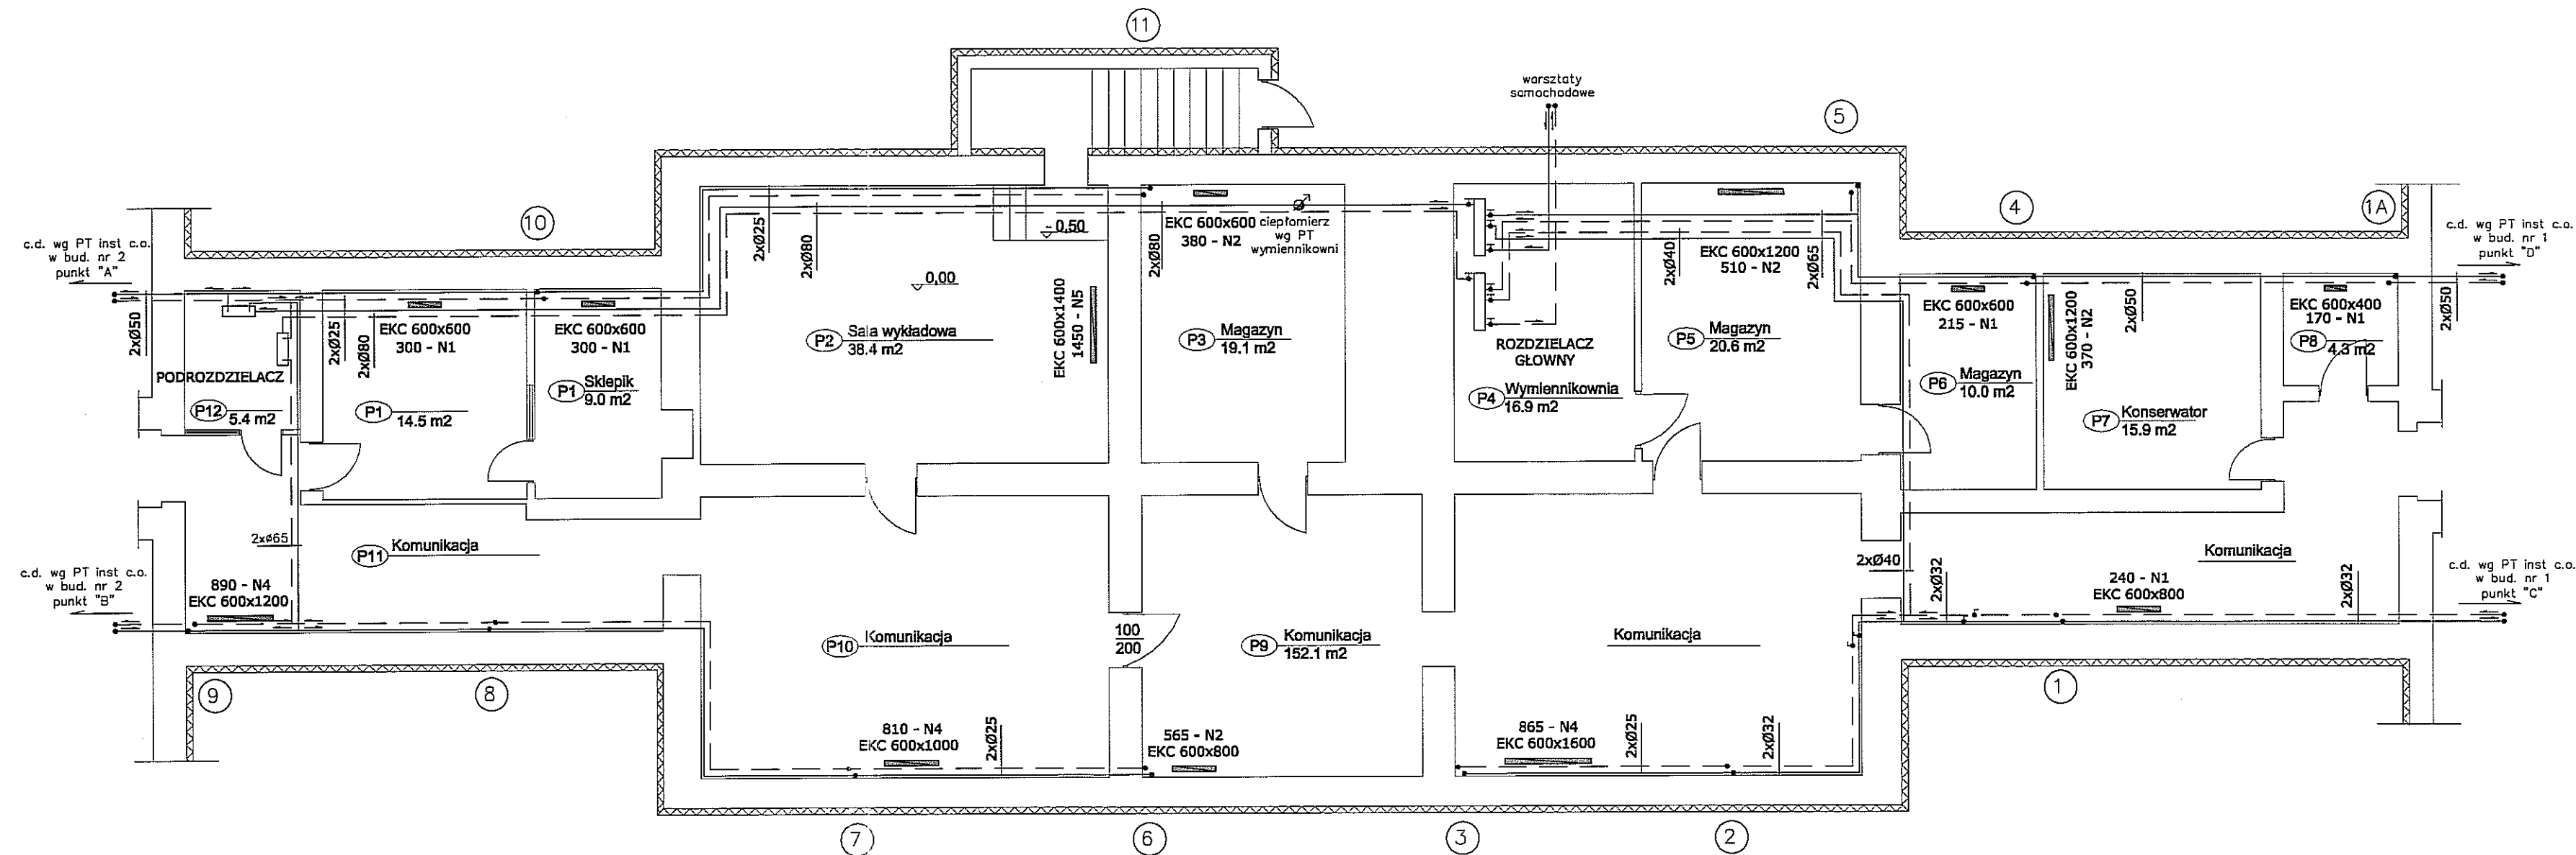 11
warsztaty
samochodowe
5
10
4
1A
c.d. wg PT inst c.o.
w bud. nr 2
punkt "A"
c.d. wg PT inst c.o.
w bud. nr 1
punkt "D"
2xØ25
2xØ80
- 0,50
0,00
2xØ80
EKC 600x600
380 - N2
ciepłomierz
wg PT
wymiennikowni
2xØ40
EKC 600x1200
510 - N2
2xØ65
2xØ50
2xØ25
2xØ80
EKC 600x600
300 - N1
EKC 600x600
300 - N1
EKC 600x1400
1450 - N5
EKC 600x600
215 - N1
EKC 600x1200
370 - N2
2xØ50
EKC 600x400
170 - N1
2xØ50
P2 Sala wykładowa
38.4 m2
P3 Magazyn
19.1 m2
ROZDZIELACZ
GŁOWNY
P5 Magazyn
20.6 m2
P8
4.3 m2
PODROZDZIELACZ
P12
5.4 m2
P1
14.5 m2
P1 Sklepik
9.0 m2
P4 Wymiennikownia
16.9 m2
P6 Magazyn
10.0 m2
P7 Konserwator
15.9 m2
2xø65
P11 Komunikacja
2xØ40
Komunikacja
c.d. wg PT inst c.o.
w bud. nr 2
punkt "B"
890 - N4
EKC 600x1200
2xØ32
240 - N1
EKC 600x800
2xØ32
c.d. wg PT inst c.o.
w bud. nr 1
punkt "C"
P10 Komunikacja
100
200
P9 Komunikacja
152.1 m2
Komunikacja
9
8
1
810 - N4
EKC 600x1000
2xØ25
565 - N2
EKC 600x800
865 - N4
EKC 600x1600
2xØ25
2xØ32
7
6
3
2